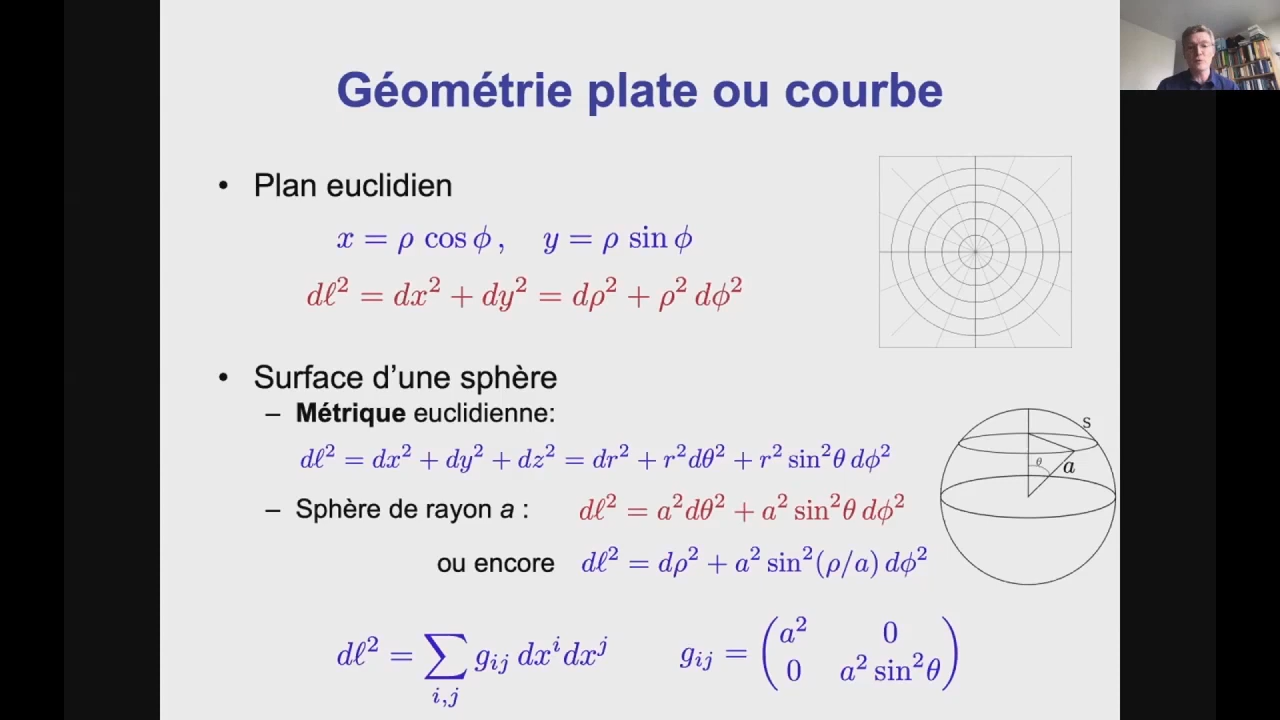 Géométrie plate ou courbe
• Plan euclidien
x = ρ cos ϕ , y = ρ sin ϕ
dℓ² = dx² + dy² = dρ² + ρ² dϕ²
• Surface d’une sphère
– Métrique euclidienne:
dℓ² = dx² + dy² + dz² = dr² + r²dθ² + r² sin²θ dϕ²
– Sphère de rayon a : dℓ² = a²dθ² + a² sin²θ dϕ²
ou encore dℓ² = dρ² + a² sin²(ρ/a) dϕ²
s
θ
a
dℓ² = ∑_{i,j} g_{ij} dx^i dx^j g_{ij} = (a² 0
0 a² sin²θ)